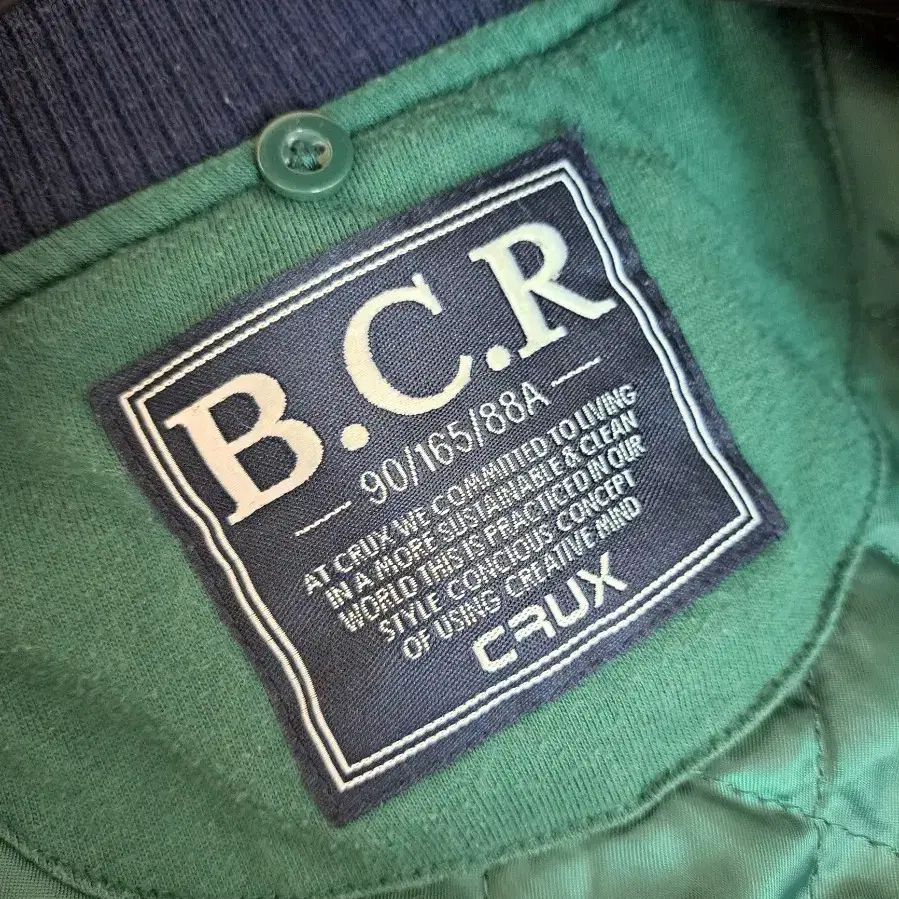 B.C.R
90/165/88A
AT CRUX WE COMMITTED TO LIVING
IN A MORE SUSTAINABLE & CLEAN
WORLD THIS IS PRACTICED IN OUR
STYLE CONCIOUS CONCEPT
OF USING CREATIVE MIND
CRUX